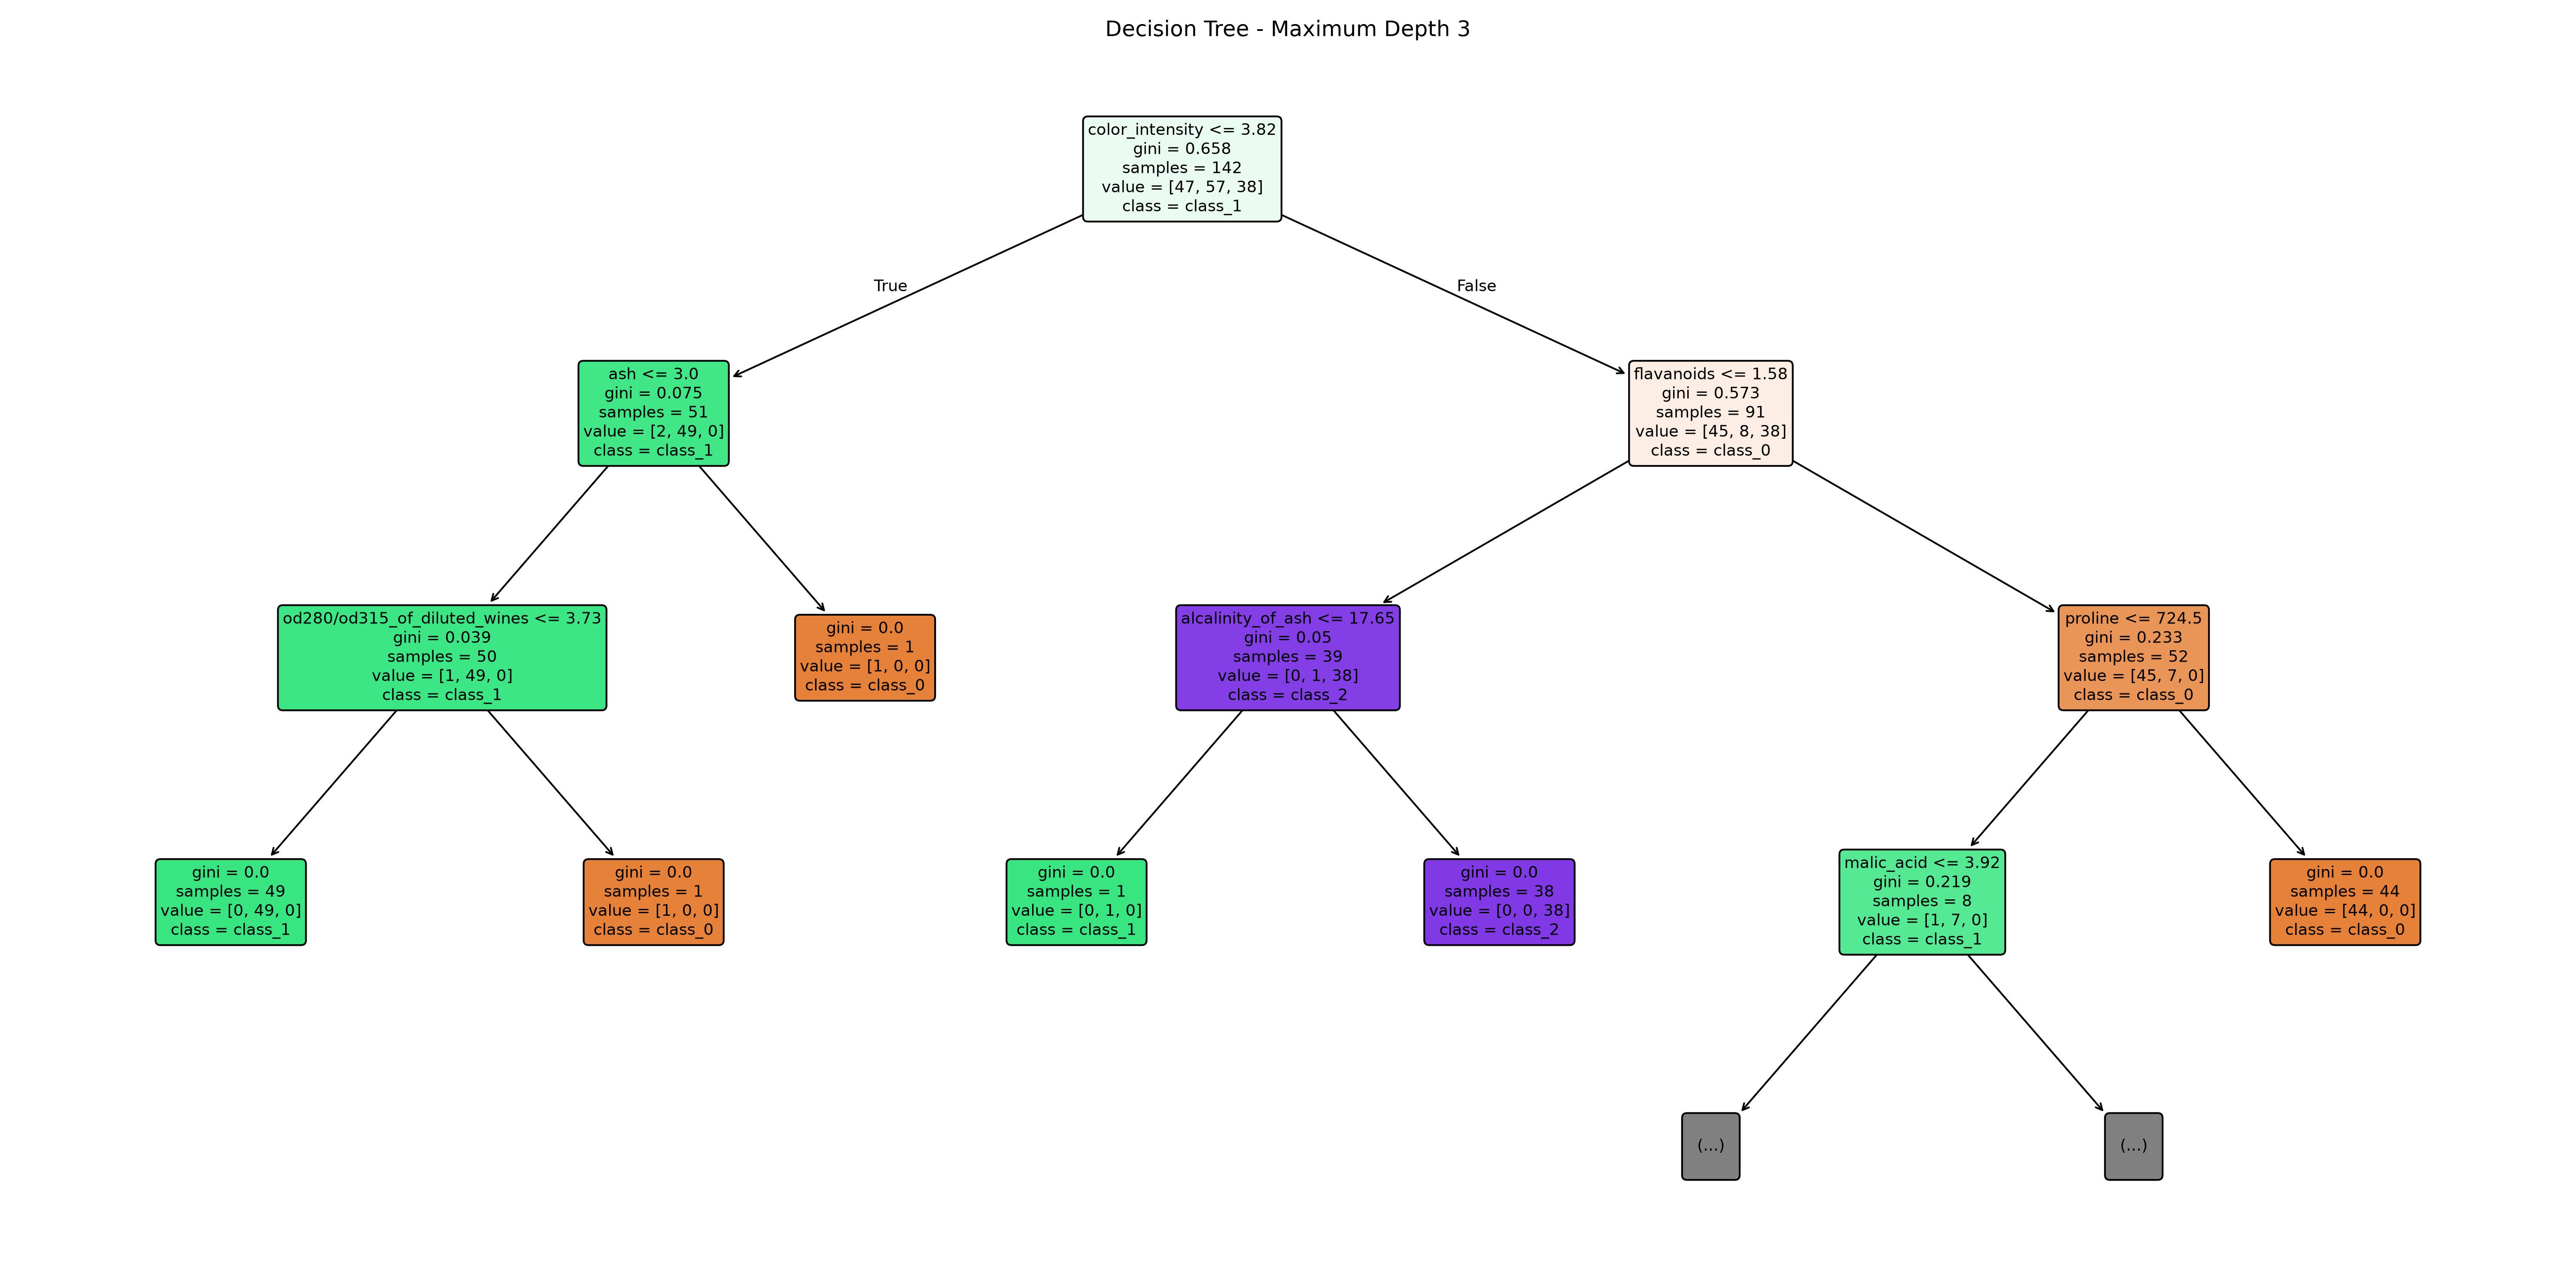 Decision Tree - Maximum Depth 3
color_intensity <= 3.82
gini = 0.658
samples = 142
value = [47, 57, 38]
class = class_1
True
False
ash <= 3.0
gini = 0.075
samples = 51
value = [2, 49, 0]
class = class_1
flavanoids <= 1.58
gini = 0.573
samples = 91
value = [45, 8, 38]
class = class_0
od280/od315_of_diluted_wines <= 3.73
gini = 0.039
samples = 50
value = [1, 49, 0]
class = class_1
gini = 0.0
samples = 1
value = [1, 0, 0]
class = class_0
alcalinity_of_ash <= 17.65
gini = 0.05
samples = 39
value = [0, 1, 38]
class = class_2
proline <= 724.5
gini = 0.233
samples = 52
value = [45, 7, 0]
class = class_0
gini = 0.0
samples = 49
value = [0, 49, 0]
class = class_1
gini = 0.0
samples = 1
value = [1, 0, 0]
class = class_0
gini = 0.0
samples = 1
value = [0, 1, 0]
class = class_1
gini = 0.0
samples = 38
value = [0, 0, 38]
class = class_2
malic_acid <= 3.92
gini = 0.219
samples = 8
value = [1, 7, 0]
class = class_1
gini = 0.0
samples = 44
value = [44, 0, 0]
class = class_0
(...)
(...)